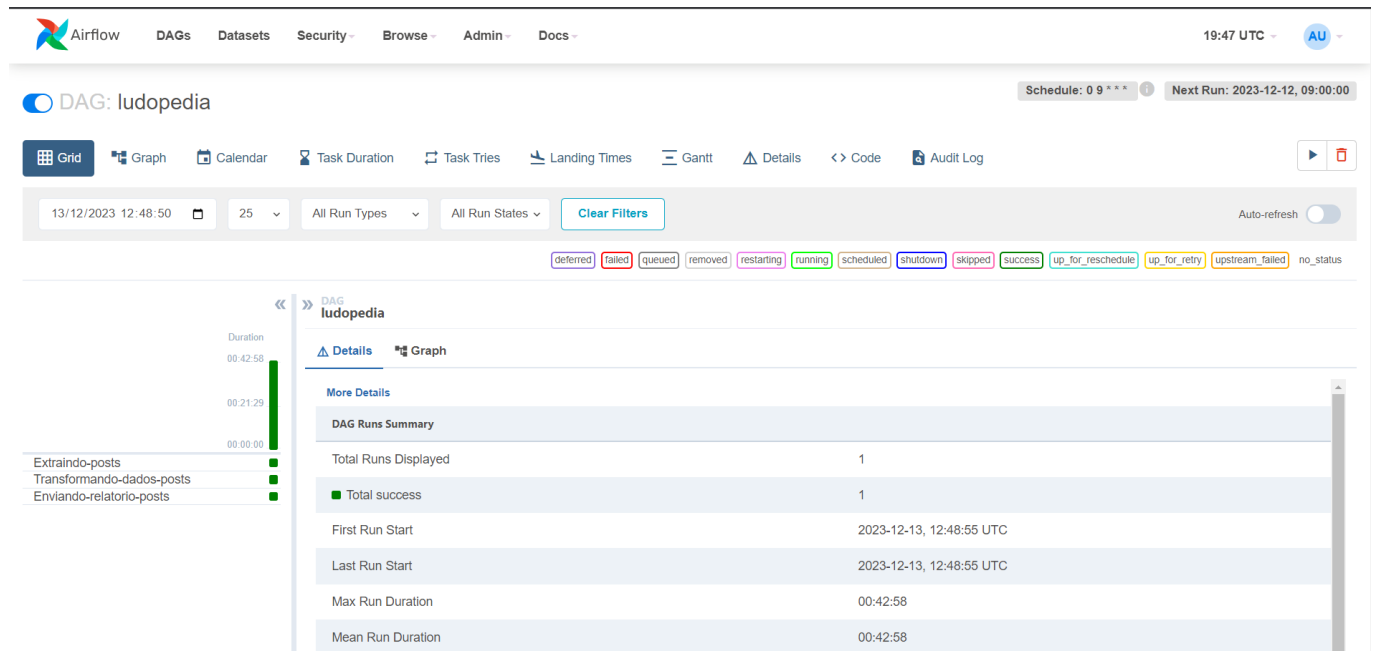 Airflow DAGs Datasets Security Browse Admin Docs 19:47 UTC AU
DAG: ludopedia Schedule: 0 9 * * * i Next Run: 2023-12-12, 09:00:00
Grid Graph Calendar Task Duration Task Tries Landing Times Gantt Details <> Code Audit Log
13/12/2023 12:48:50 25 All Run Types All Run States Clear Filters Auto-refresh
deferred failed queued removed restarting running scheduled shutdown skipped success up_for_reschedule up_for_retry upstream_failed no_status
DAG
ludopedia
Duration
00:42:58
00:21:29
00:00:00
Extraindo-posts
Transformando-dados-posts
Enviando-relatorio-posts
Details Graph
More Details
DAG Runs Summary
Total Runs Displayed 1
Total success 1
First Run Start 2023-12-13, 12:48:55 UTC
Last Run Start 2023-12-13, 12:48:55 UTC
Max Run Duration 00:42:58
Mean Run Duration 00:42:58